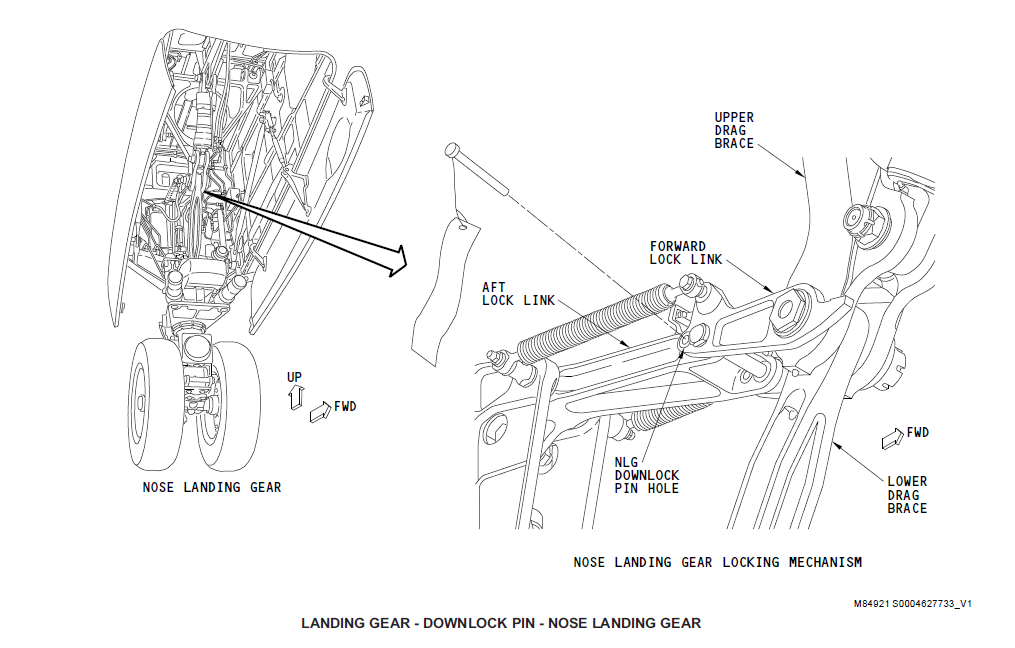 UPPER
DRAG
BRACE
FORWARD
LOCK LINK
AFT
LOCK LINK
UP
FWD
NOSE LANDING GEAR
NLG
DOWNLOCK
PIN HOLE
FWD
LOWER
DRAG
BRACE
NOSE LANDING GEAR LOCKING MECHANISM
M84921 S0004627733_V1
LANDING GEAR - DOWNLOCK PIN - NOSE LANDING GEAR